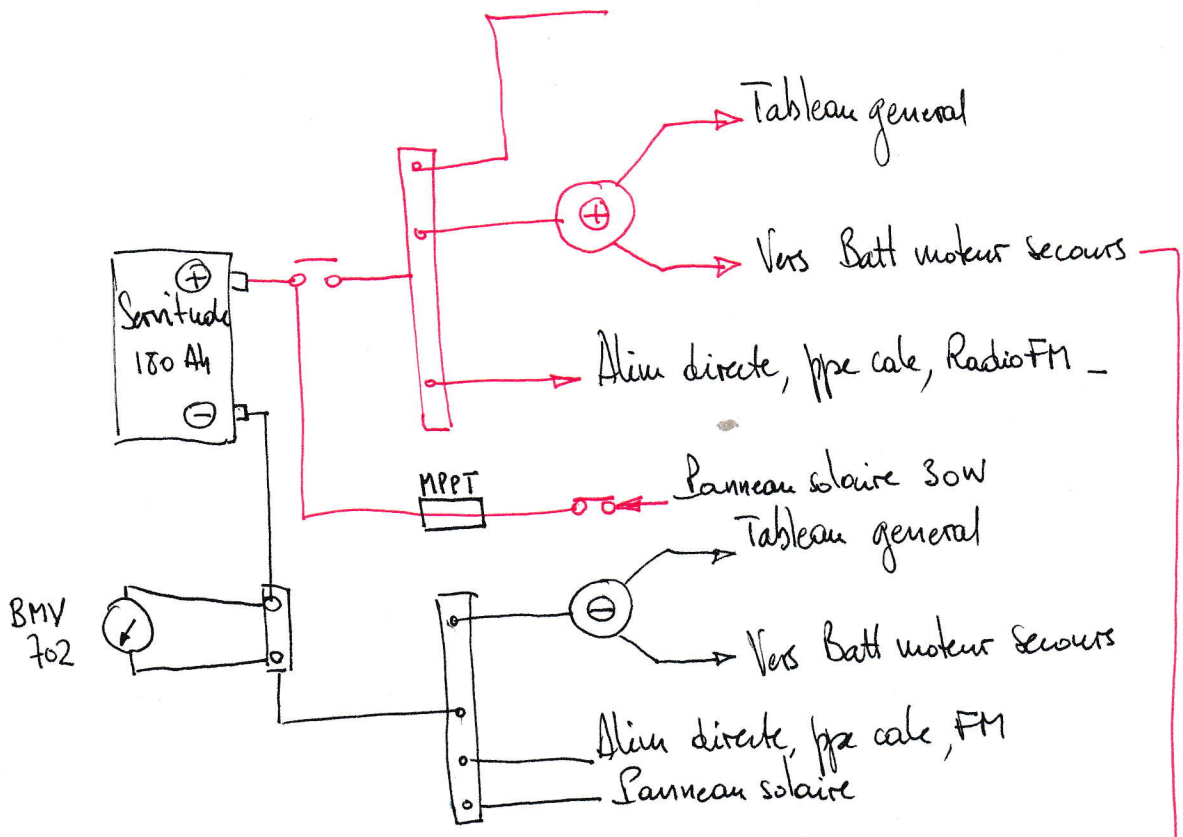 Tableau general
+
Vers Batt moteur secours
+
Servitude
180 Ah
-
Alim directe, ppe cale, Radio FM
MPPT
Panneau solaire 30W
Tableau general
-
BMV
702
Vers Batt moteur secours
Alim directe, ppe cale, FM
Panneau solaire